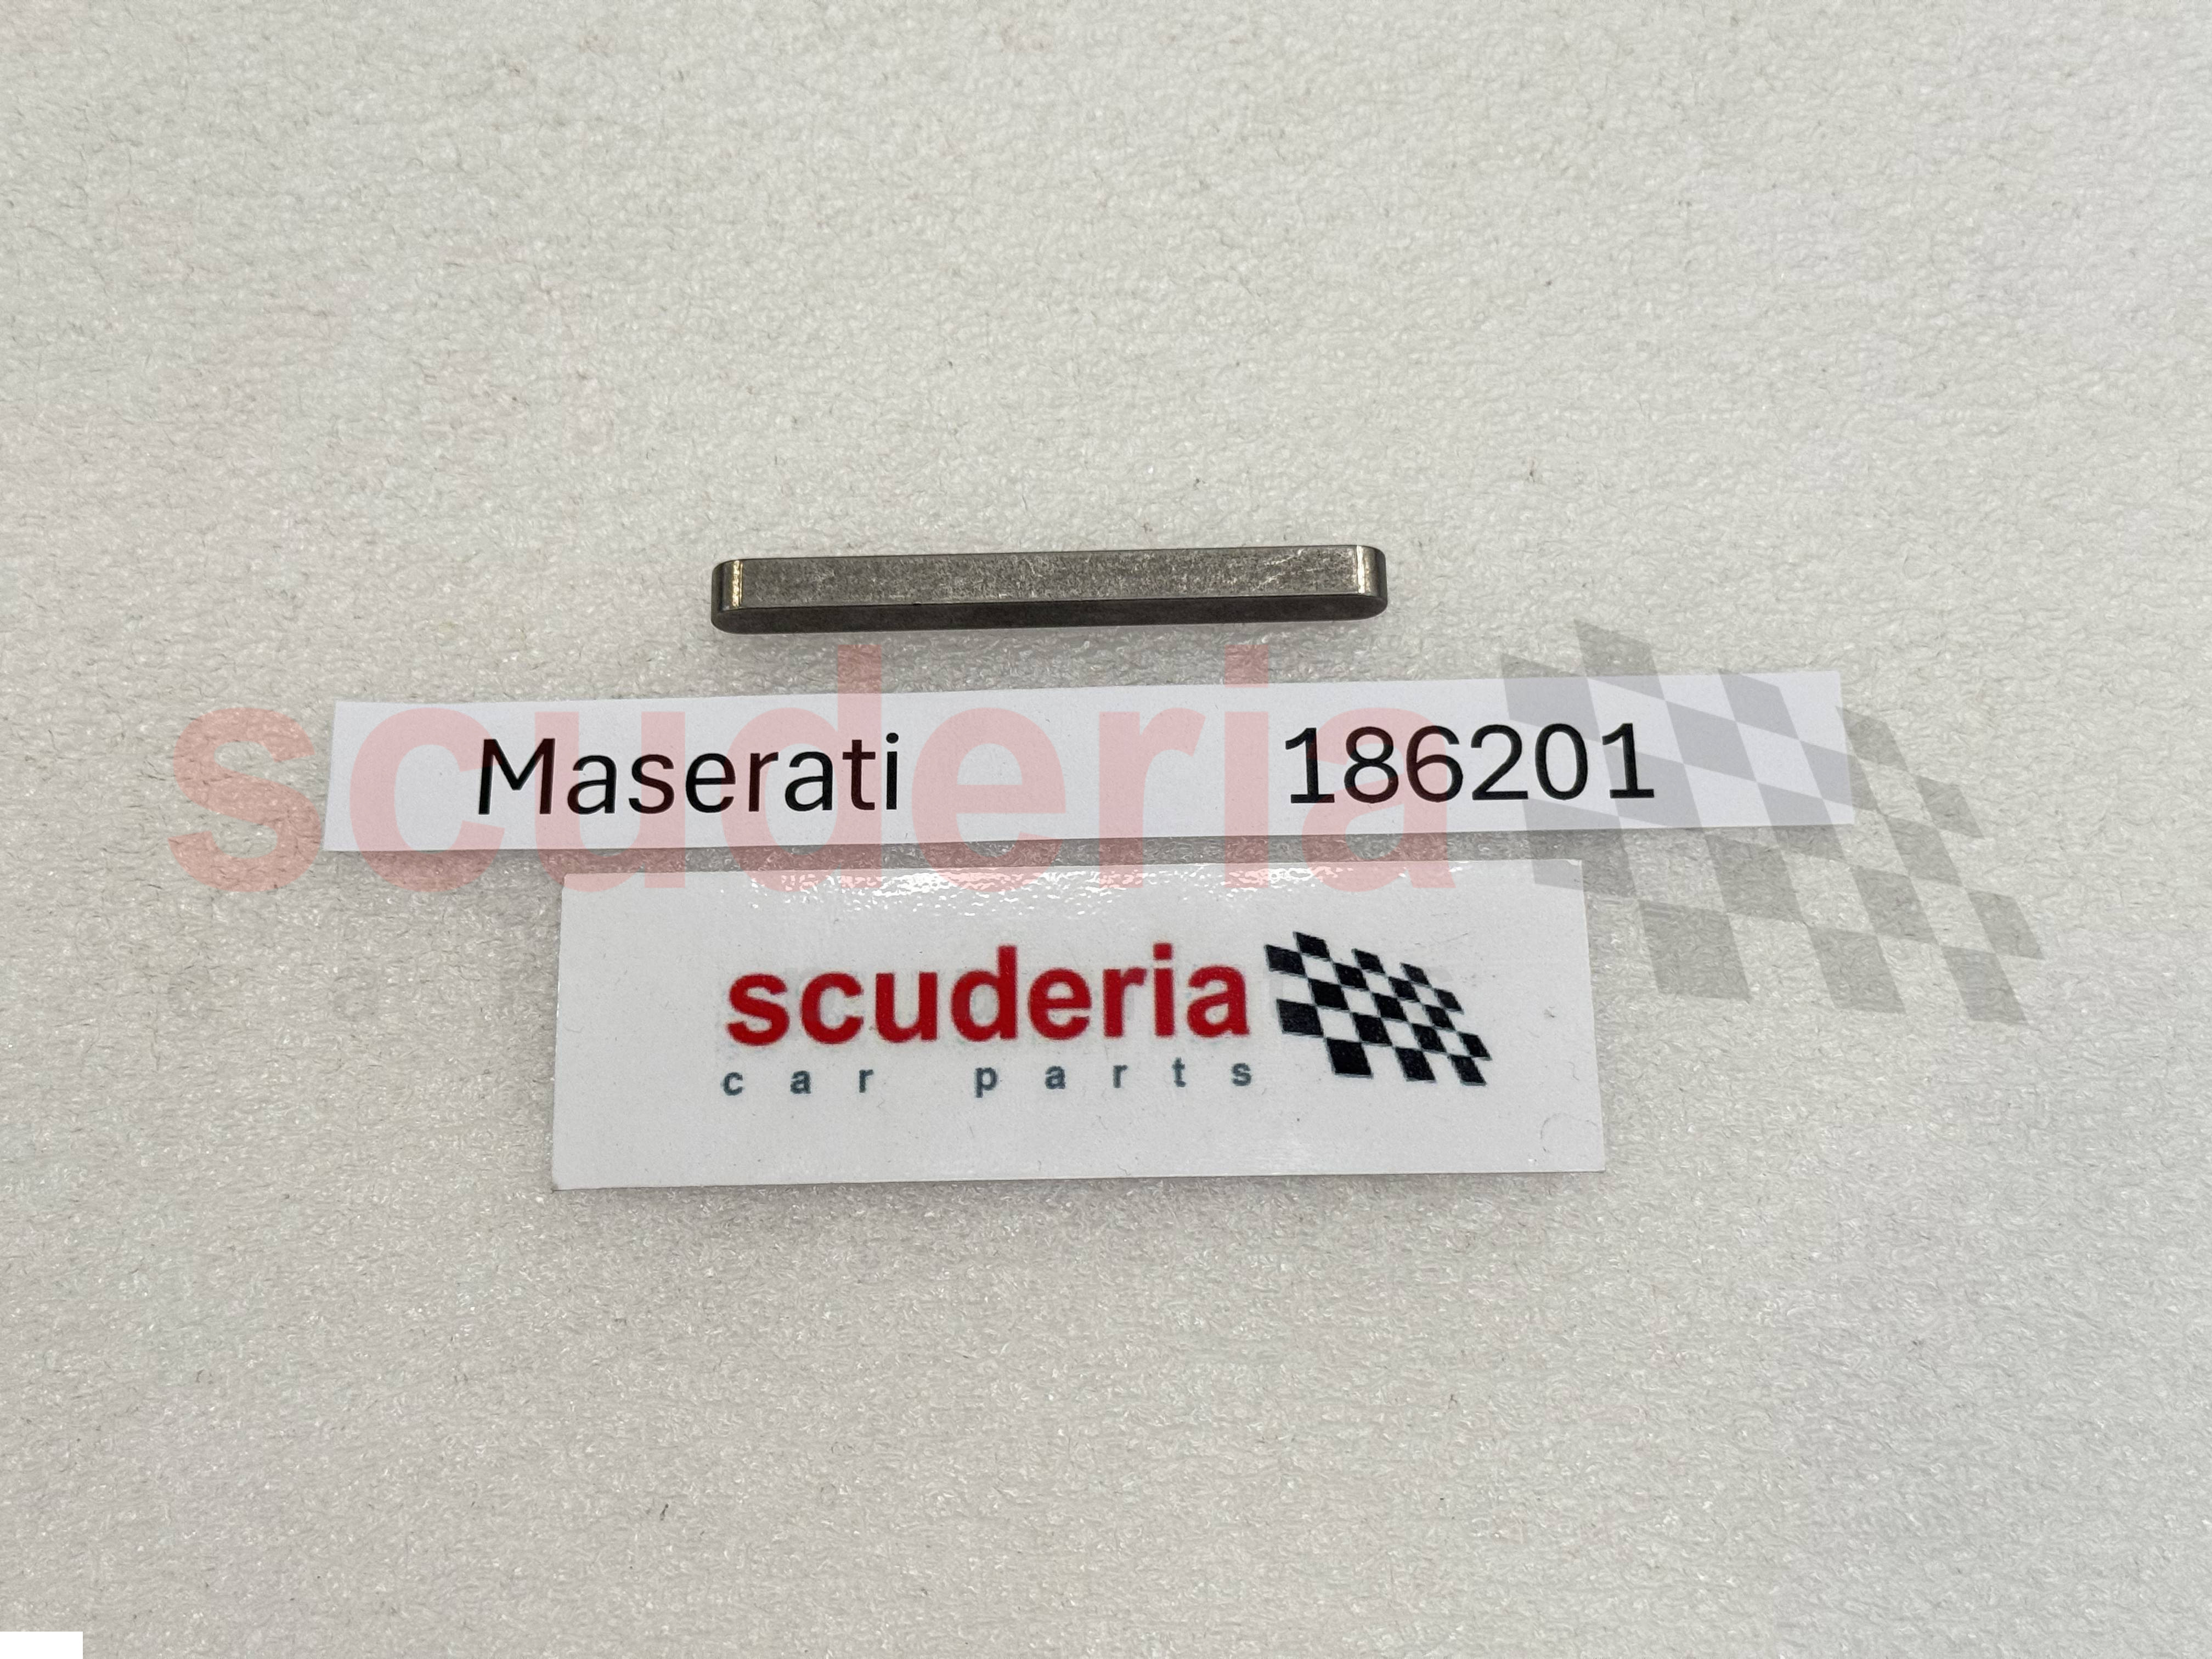 Maserati 186201
scuderia
scuderia
car parts